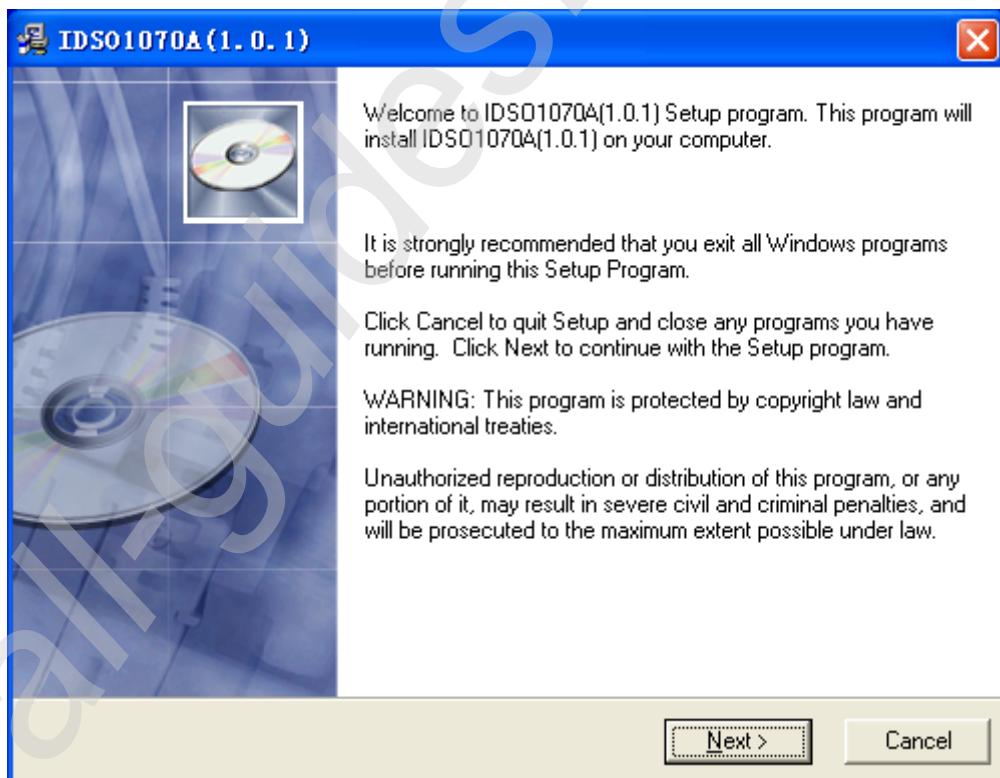 IDSO1070A(1.0.1)
Welcome to IDSO1070A(1.0.1) Setup program. This program will
install IDSO1070A(1.0.1) on your computer.
It is strongly recommended that you exit all Windows programs
before running this Setup Program.
Click Cancel to quit Setup and close any programs you have
running.  Click Next to continue with the Setup program.
WARNING: This program is protected by copyright law and
international treaties.
Unauthorized reproduction or distribution of this program, or any
portion of it, may result in severe civil and criminal penalties, and
will be prosecuted to the maximum extent possible under law.
Next >
Cancel
all-guides